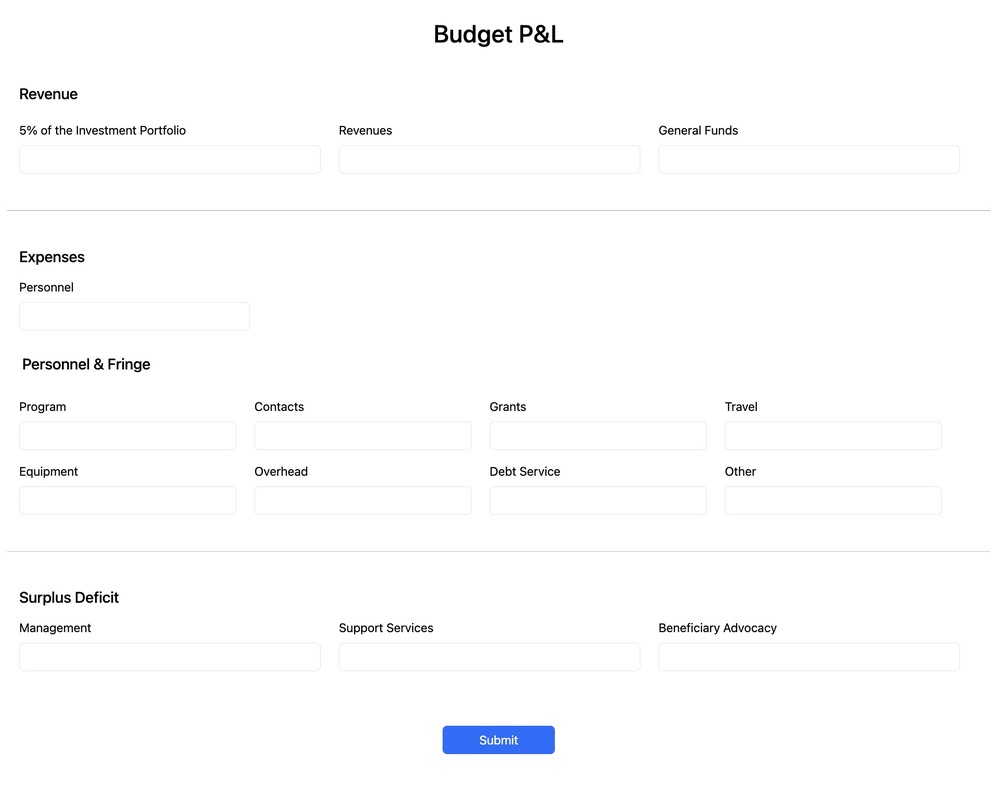 Budget P&L
Revenue
5% of the Investment Portfolio Revenues General Funds
Expenses
Personnel
Personnel & Fringe
Program Contacts Grants Travel
Equipment Overhead Debt Service Other
Surplus Deficit
Management Support Services Beneficiary Advocacy
Submit